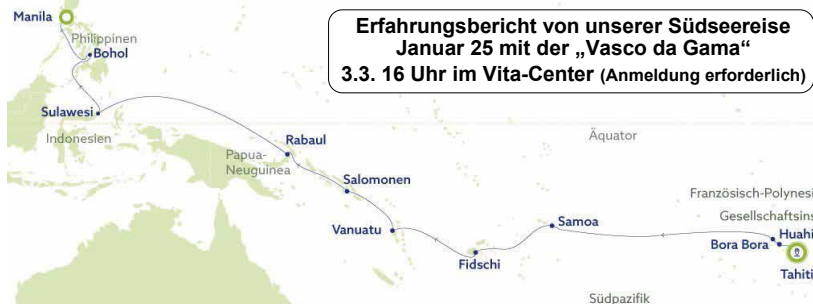 Erfahrungsbericht von unserer Südseereise
Januar 25 mit der „Vasco da Gama“
3.3. 16 Uhr im Vita-Center (Anmeldung erforderlich)
Manila
Philippinen
Bohol
Sulawesi
Indonesien
Äquator
Rabaul
Papua-
Neuguinea
Salomonen
Französisch-Polynesi
Gesellschaftsins
Vanuatu
Samoa
Huahi
Bora Bora
Fidschi
Tahiti
Südpazifik